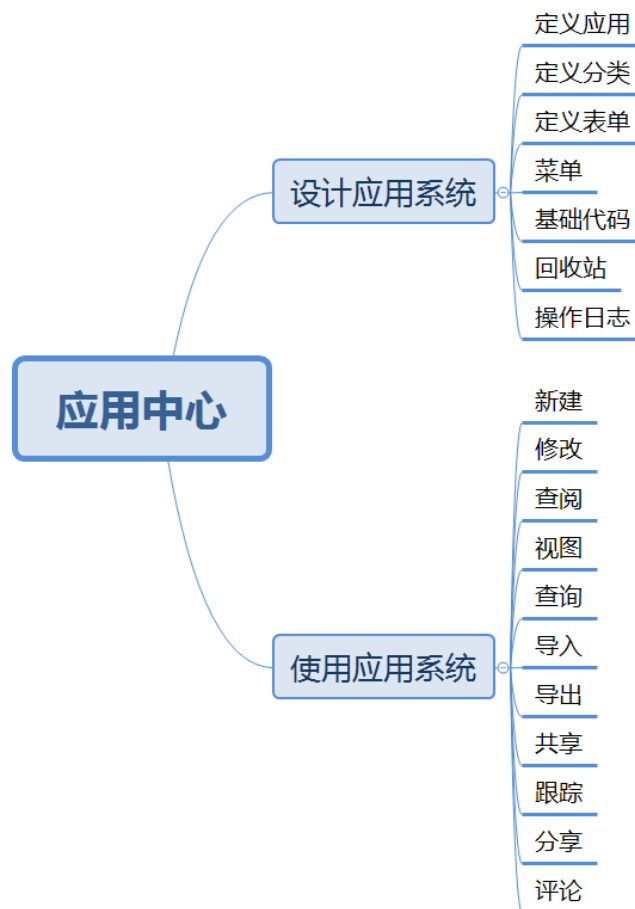 应用中心
设计应用系统
定义应用
定义分类
定义表单
菜单
基础代码
回收站
操作日志
使用应用系统
新建
修改
查阅
视图
查询
导入
导出
共享
跟踪
分享
评论